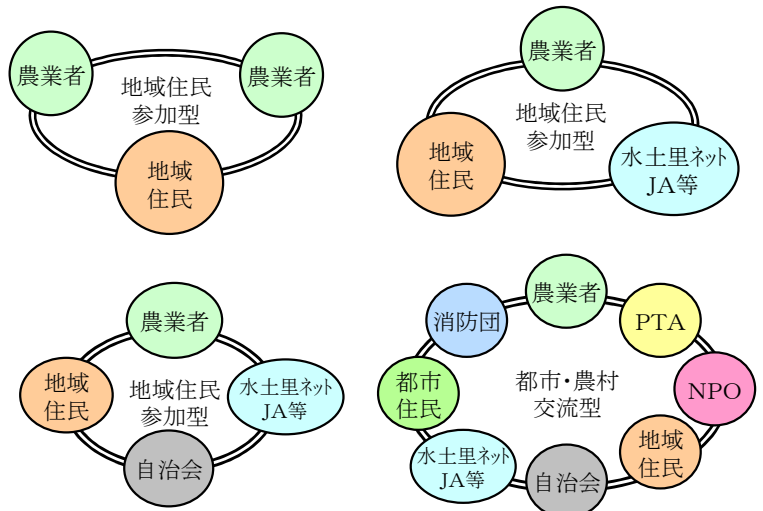 農業者
農業者
地域住民
参加型
地域
住民
農業者
地域住民
参加型
地域
住民
水土里ネット
JA等
農業者
地域
住民
地域住民
参加型
水土里ネット
JA等
自治会
農業者
消防団
PTA
都市
住民
都市・農村
交流型
NPO
地域
住民
水土里ネット
JA等
自治会